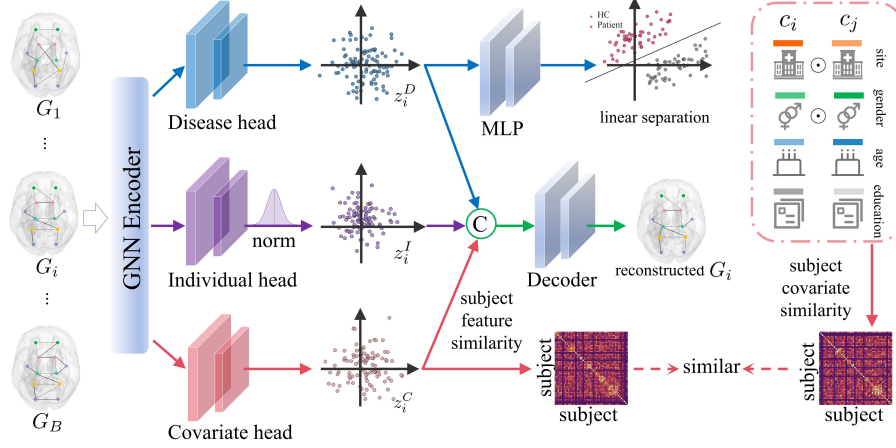 G_1
...
G_i
...
G_B
GNN Encoder
Disease head
z_i^D
MLP
HC
Patient
linear separation
Individual head
norm
z_i^I
C
Decoder
reconstructed G_i
Covariate head
z_i^C
subject
feature
similarity
subject
subject
similar
subject
subject
c_i
c_j
⊙
site
⊙
gender
age
education
subject
covariate
similarity